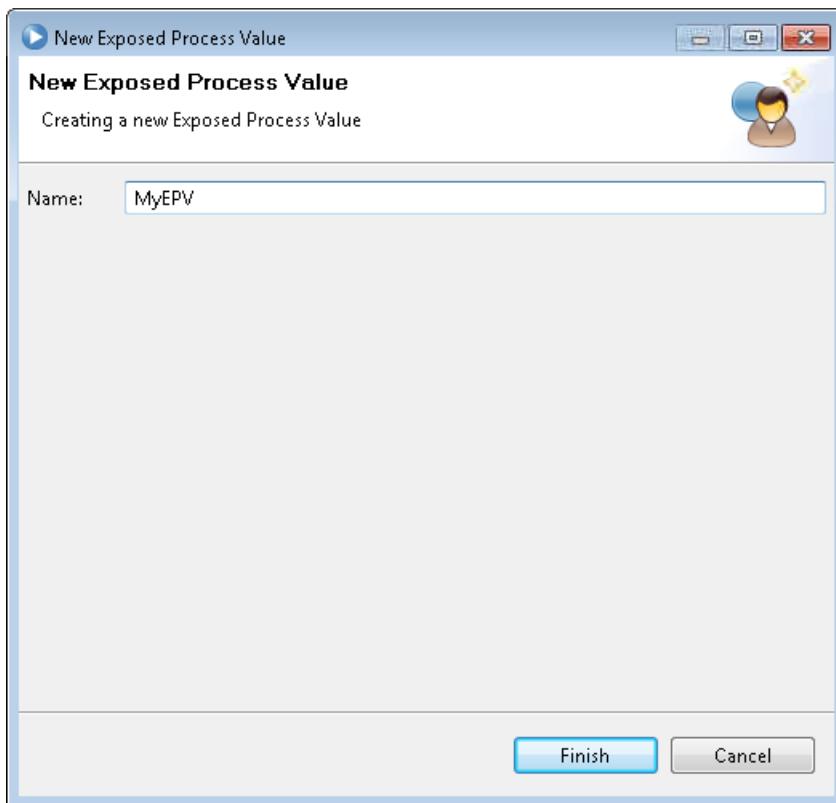 New Exposed Process Value
New Exposed Process Value
Creating a new Exposed Process Value
Name: MyEPV
Finish Cancel